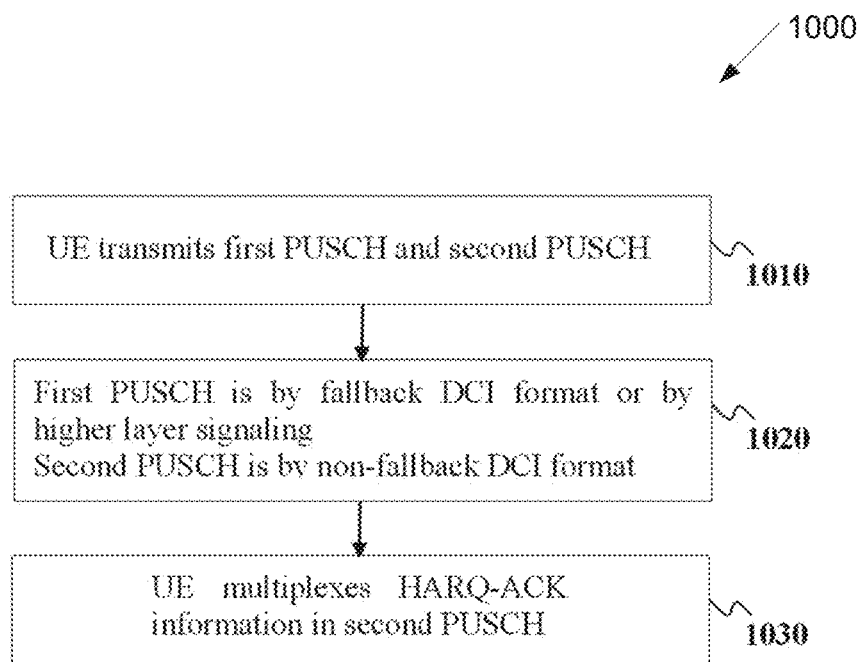 1000
UE transmits first PUSCH and second PUSCH
1010
First PUSCH is by fallback DCI format or by
higher layer signaling
Second PUSCH is by non-fallback DCI format
1020
UE multiplexes HARQ-ACK
information in second PUSCH
1030